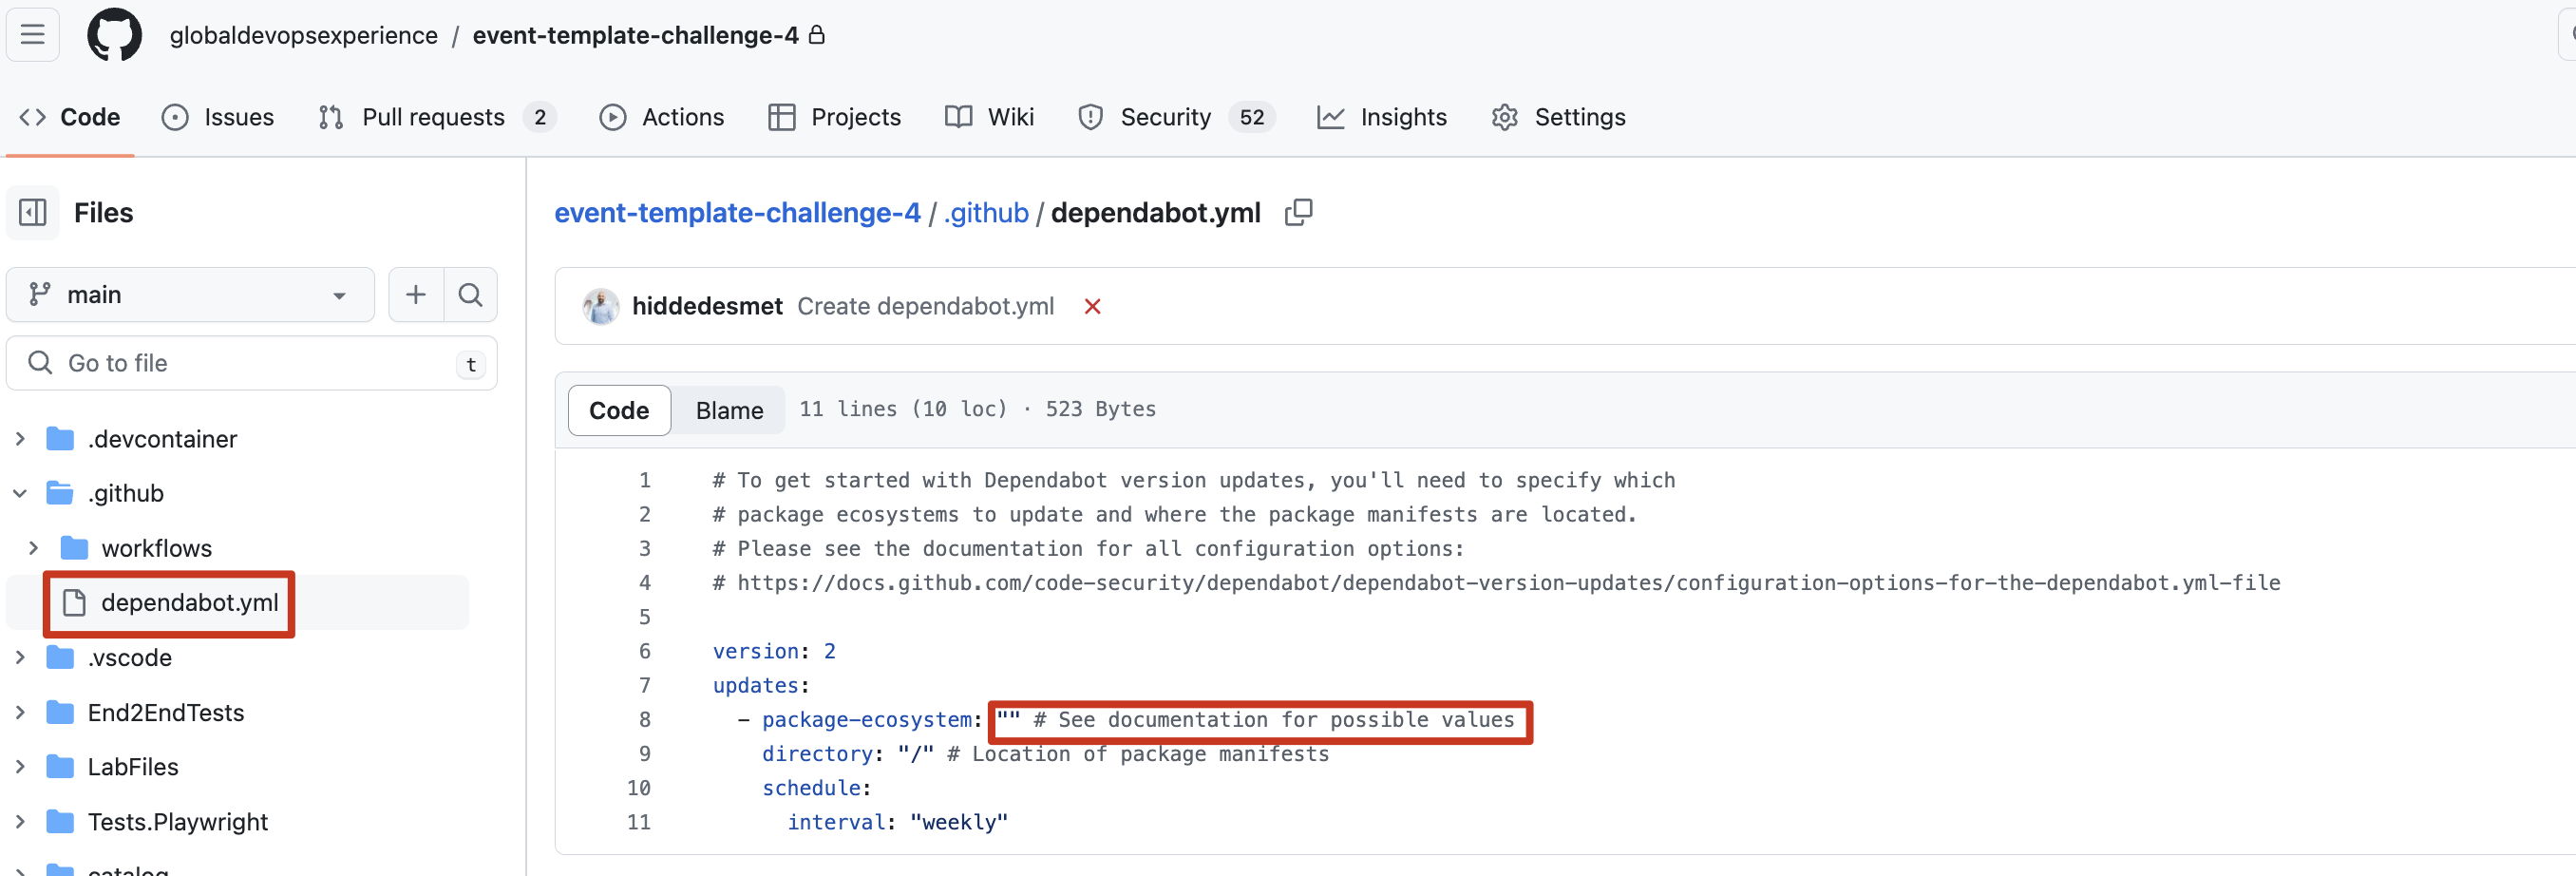 globaldevopsexperience / event-template-challenge-4
Code Issues Pull requests 2 Actions Projects Wiki Security 52 Insights Settings
Files
main
Go to file t
.devcontainer
.github
workflows
dependabot.yml
.vscode
End2EndTests
LabFiles
Tests.Playwright
catalog
event-template-challenge-4 / .github / dependabot.yml
hiddedesmet Create dependabot.yml
Code Blame 11 lines (10 loc) · 523 Bytes
1 # To get started with Dependabot version updates, you'll need to specify which
2 # package ecosystems to update and where the package manifests are located.
3 # Please see the documentation for all configuration options:
4 # https://docs.github.com/code-security/dependabot/dependabot-version-updates/configuration-options-for-the-dependabot.yml-file
5
6 version: 2
7 updates:
8 - package-ecosystem: "" # See documentation for possible values
9 directory: "/" # Location of package manifests
10 schedule:
11 interval: "weekly"